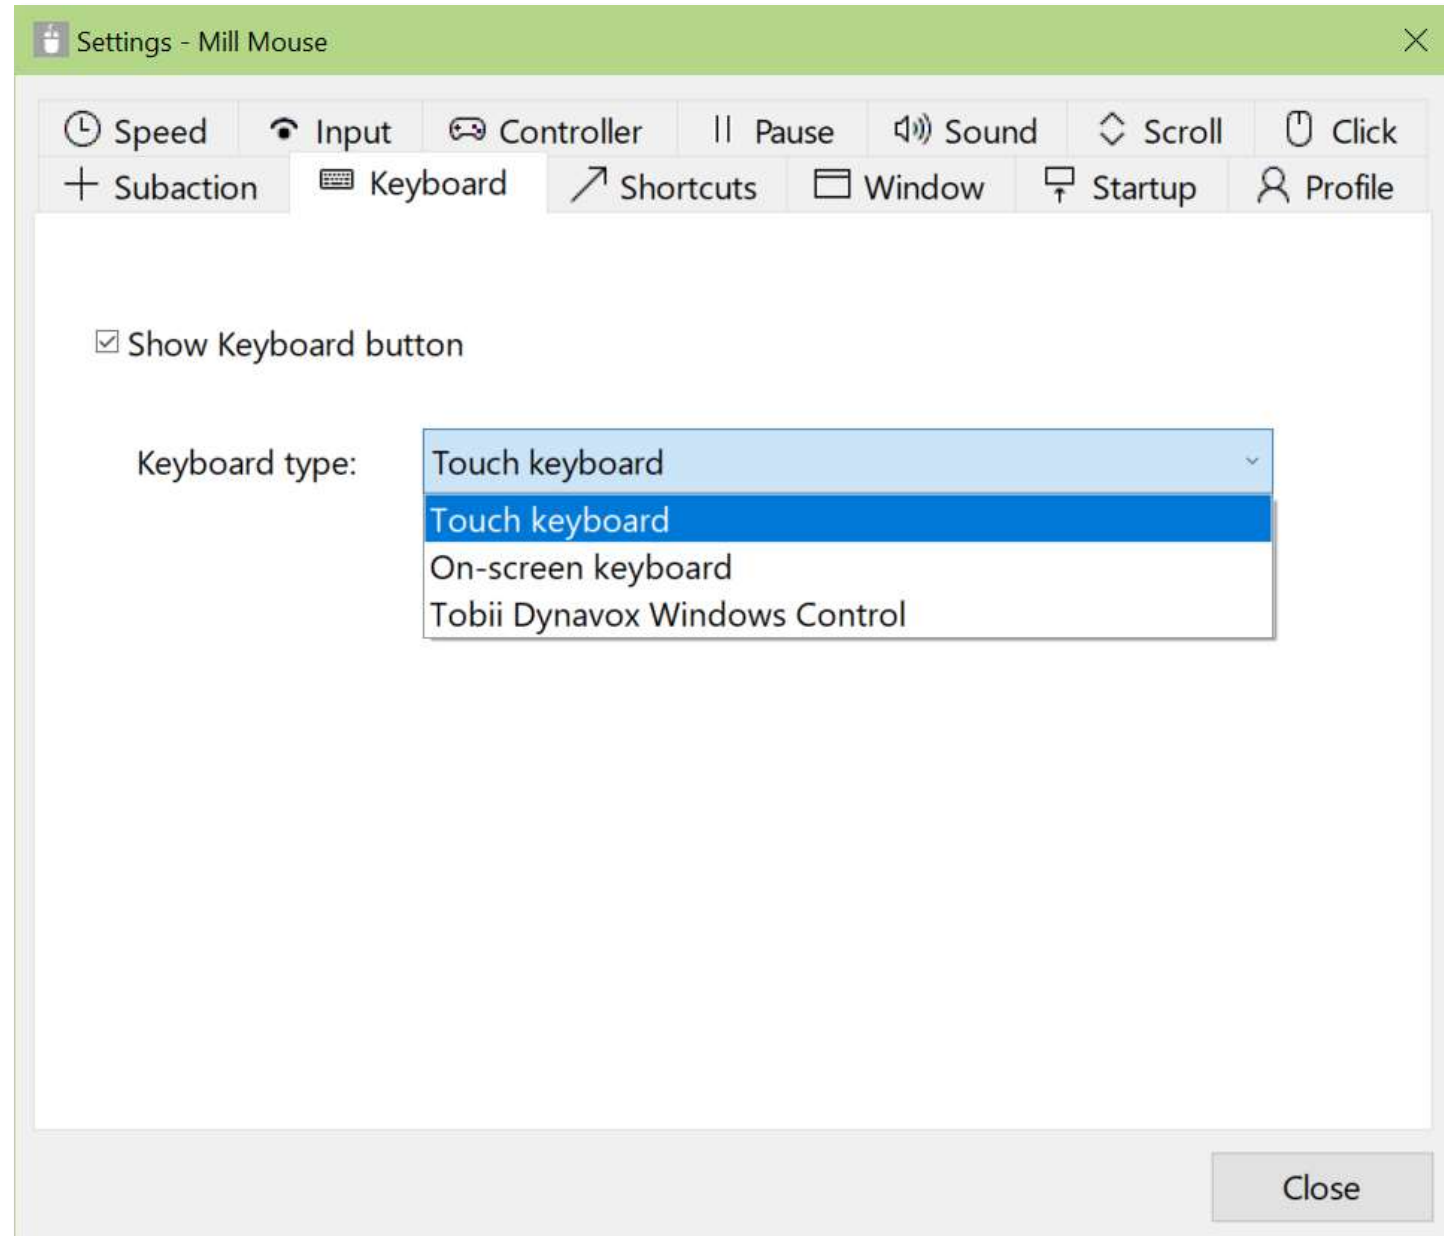 Settings - Mill Mouse
Speed Input Controller Pause Sound Scroll Click
Subaction Keyboard Shortcuts Window Startup Profile
Show Keyboard button
Keyboard type: Touch keyboard
Touch keyboard
On-screen keyboard
Tobii Dynavox Windows Control
Close